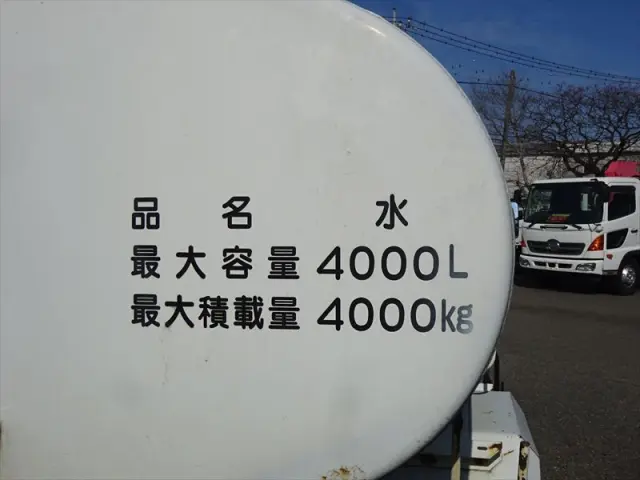 品名 水
最大容量 4000L
最大積載量 4000kg